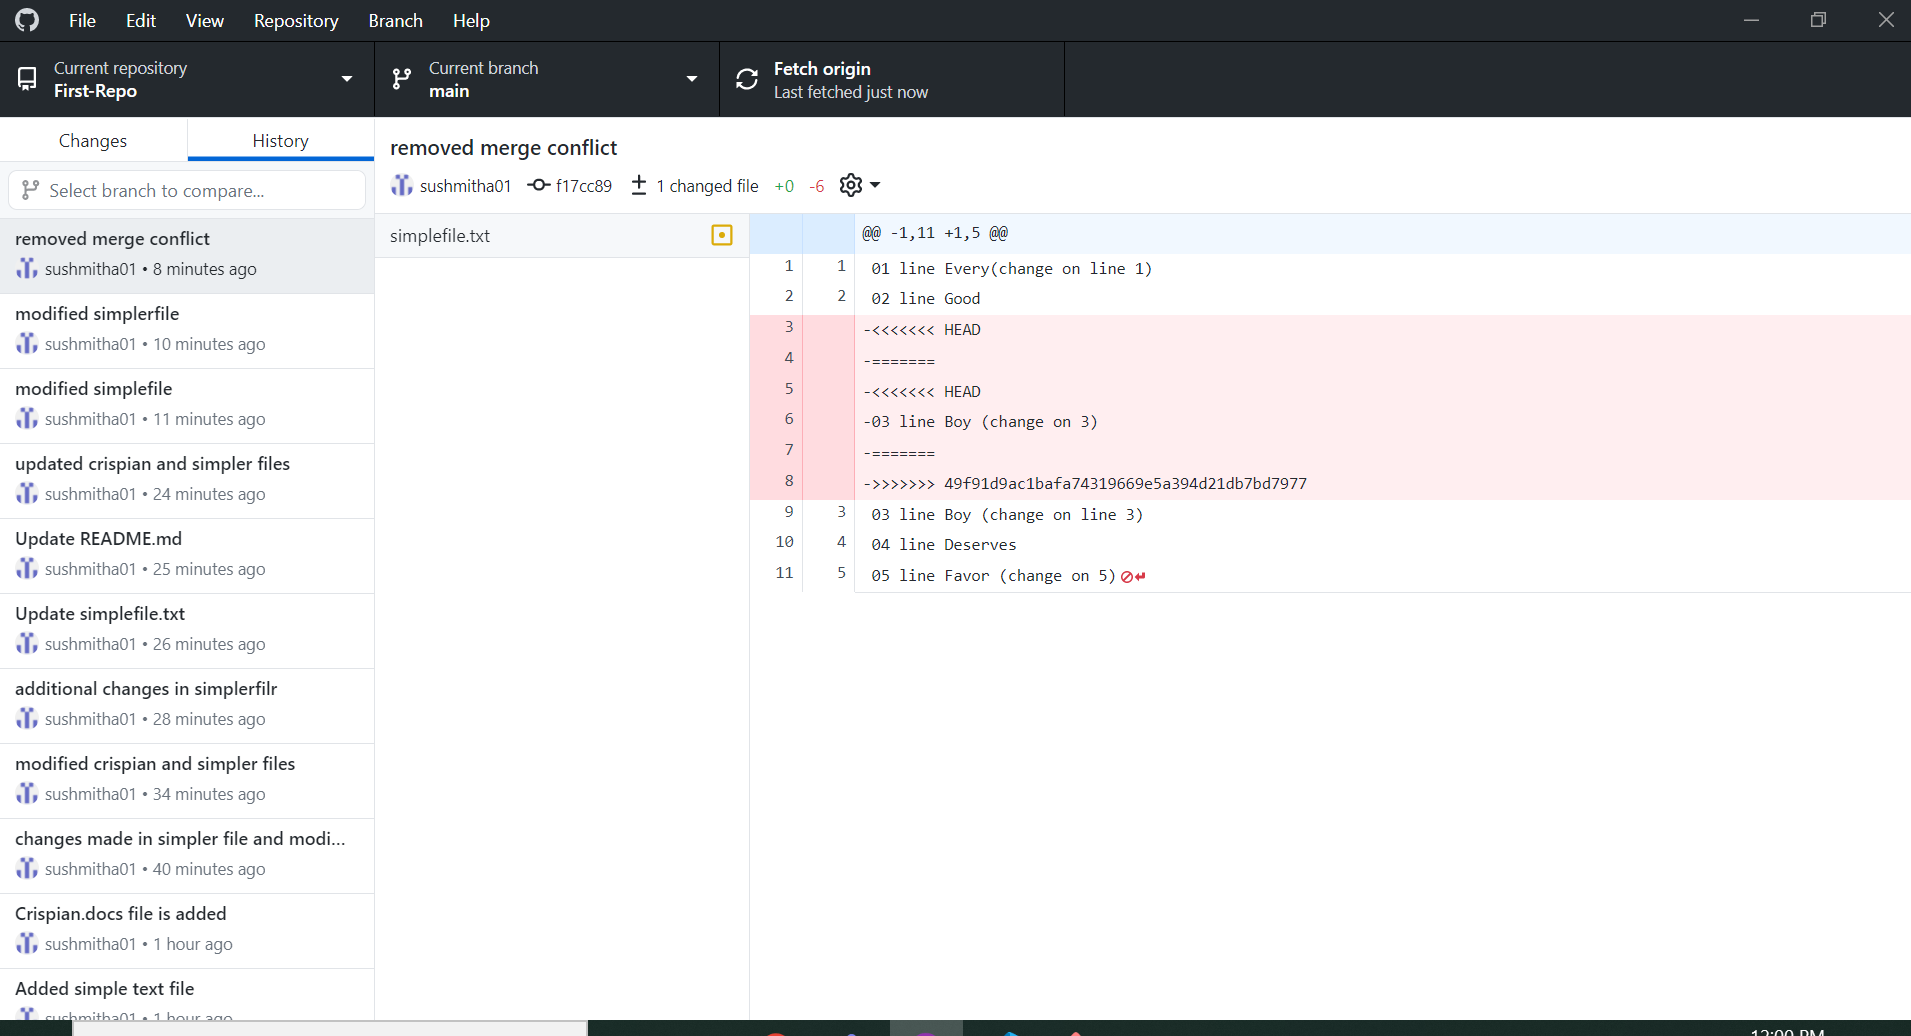 File Edit View Repository Branch Help
Current repository
First-Repo
Current branch
main
Fetch origin
Last fetched just now
Changes History
Select branch to compare...
removed merge conflict
sushmitha01 • 8 minutes ago
modified simplerfile
sushmitha01 • 10 minutes ago
modified simplefile
sushmitha01 • 11 minutes ago
updated crispian and simpler files
sushmitha01 • 24 minutes ago
Update README.md
sushmitha01 • 25 minutes ago
Update simplefile.txt
sushmitha01 • 26 minutes ago
additional changes in simplerfilr
sushmitha01 • 28 minutes ago
modified crispian and simpler files
sushmitha01 • 34 minutes ago
changes made in simpler file and modi...
sushmitha01 • 40 minutes ago
Crispian.docs file is added
sushmitha01 • 1 hour ago
Added simple text file
sushmitha01 • 1 hour ago
removed merge conflict
sushmitha01 f17cc89 1 changed file +0 -6
simplefile.txt
@@ -1,11 +1,5 @@
1 1 01 line Every(change on line 1)
2 2 02 line Good
3 -<<<<<<< HEAD
4 -=======
5 -<<<<<<< HEAD
6 -03 line Boy (change on 3)
7 -=======
8 ->>>>>>> 49f91d9ac1bafa74319669e5a394d21db7bd7977
9 3 03 line Boy (change on line 3)
10 4 04 line Deserves
11 5 05 line Favor (change on 5)
12:00 PM